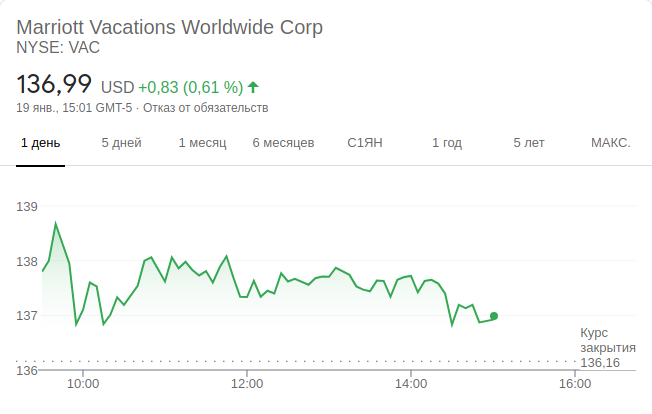 Marriott Vacations Worldwide Corp
NYSE: VAC
136,99 USD +0,83 (0,61 %)
19 янв., 15:01 GMT-5 · Отказ от обязательств
1 день 5 дней 1 месяц 6 месяцев С1ЯН 1 год 5 лет МАКС.
139
138
137
Курс
закрытия
136,16
136
10:00 12:00 14:00 16:00